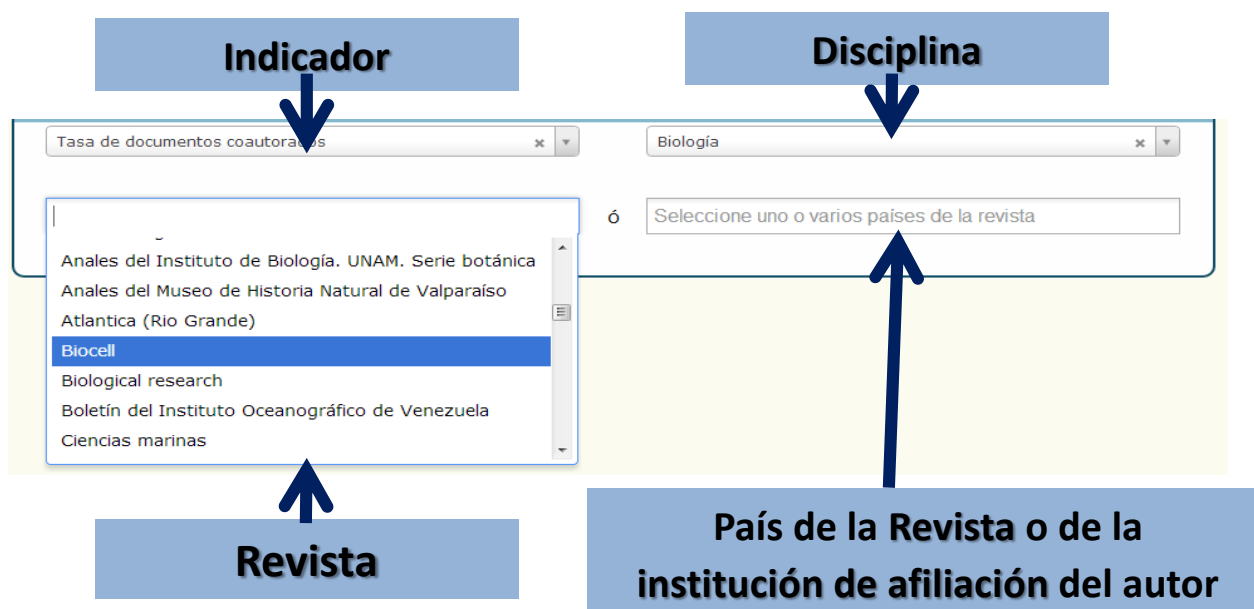 Indicador
Disciplina
Tasa de documentos coautorados
Biología
ó
Seleccione uno o varios países de la revista
Anales del Instituto de Biología. UNAM. Serie botánica
Anales del Museo de Historia Natural de Valparaíso
Atlantica (Rio Grande)
Biocell
Biological research
Boletín del Instituto Oceanográfico de Venezuela
Ciencias marinas
Revista
País de la Revista o de la
institución de afiliación del autor